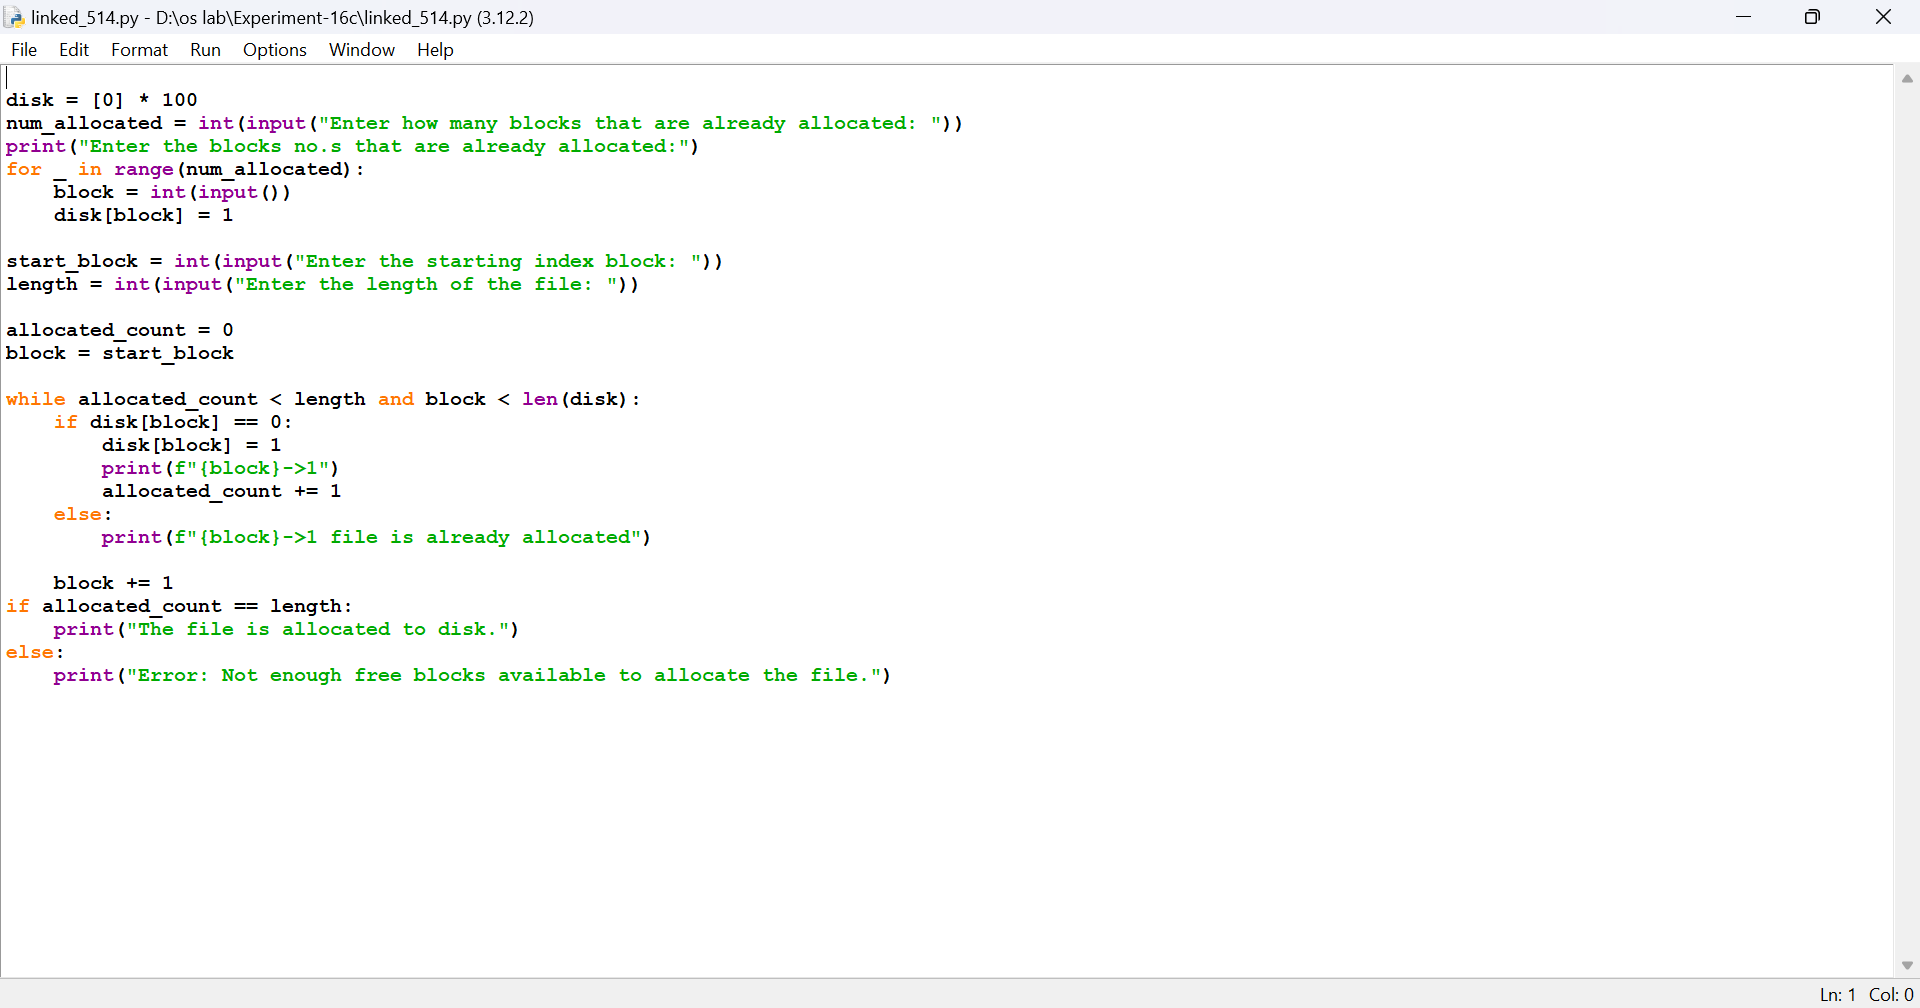 linked_514.py - D:\os lab\Experiment-16c\linked_514.py (3.12.2)
File Edit Format Run Options Window Help
disk = [0] * 100
num_allocated = int(input("Enter how many blocks that are already allocated: "))
print("Enter the blocks no.s that are already allocated:")
for _ in range(num_allocated):
    block = int(input())
    disk[block] = 1
start_block = int(input("Enter the starting index block: "))
length = int(input("Enter the length of the file: "))
allocated_count = 0
block = start_block
while allocated_count < length and block < len(disk):
    if disk[block] == 0:
        disk[block] = 1
        print(f"{block}->1")
        allocated_count += 1
    else:
        print(f"{block}->1 file is already allocated")
    block += 1
if allocated_count == length:
    print("The file is allocated to disk.")
else:
    print("Error: Not enough free blocks available to allocate the file.")
Ln: 1 Col: 0